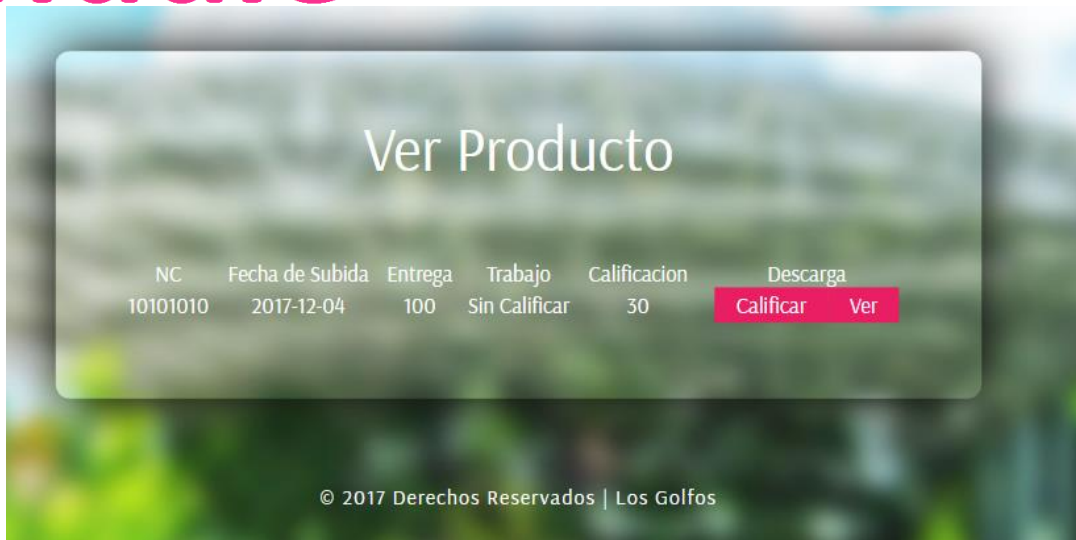 Ver Producto
NC Fecha de Subida Entrega Trabajo Calificacion Descarga
10101010 2017-12-04 100 Sin Calificar 30 Calificar Ver
© 2017 Derechos Reservados | Los Golfos